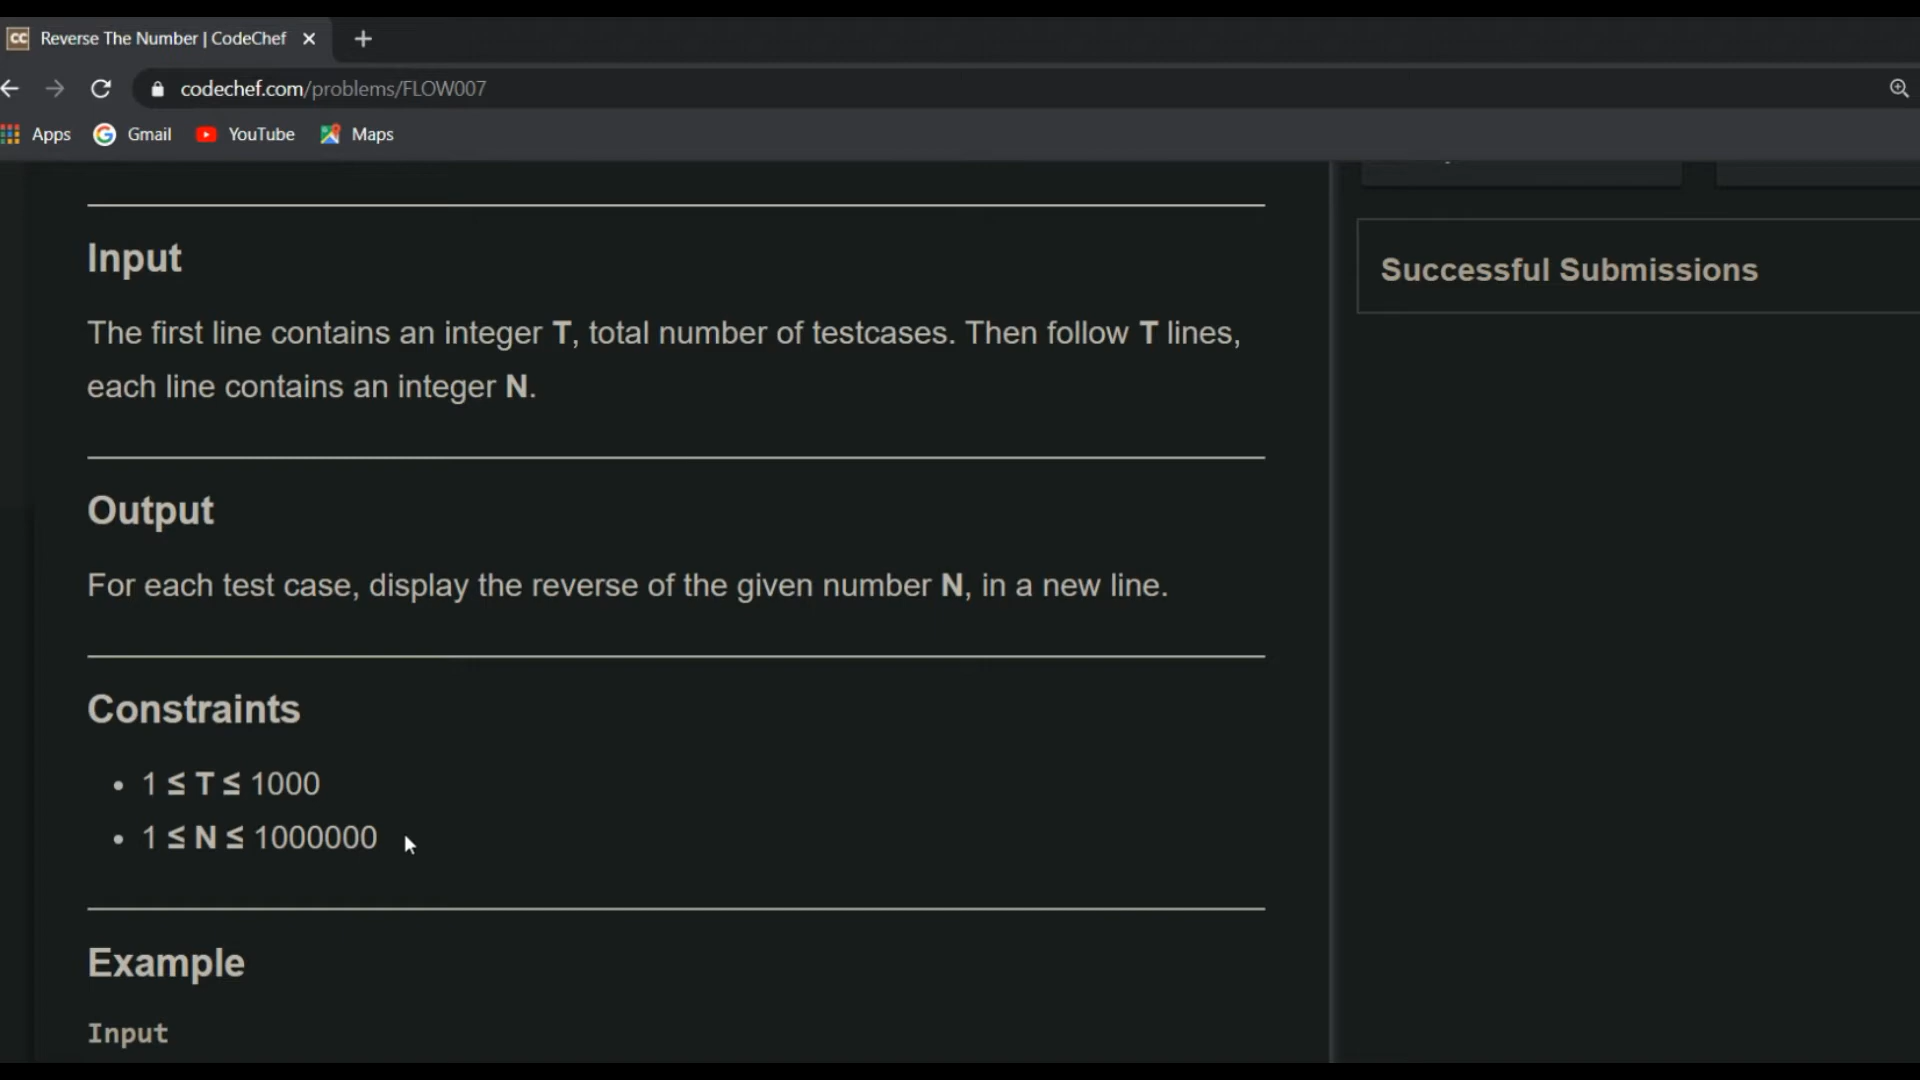 CC Reverse The Number | CodeChef
codechef.com/problems/FLOW007
Apps Gmail YouTube Maps
Input
The first line contains an integer T, total number of testcases. Then follow T lines,
each line contains an integer N.
Output
For each test case, display the reverse of the given number N, in a new line.
Constraints
• 1 ≤ T ≤ 1000
• 1 ≤ N ≤ 1000000
Example
Input
Successful Submissions